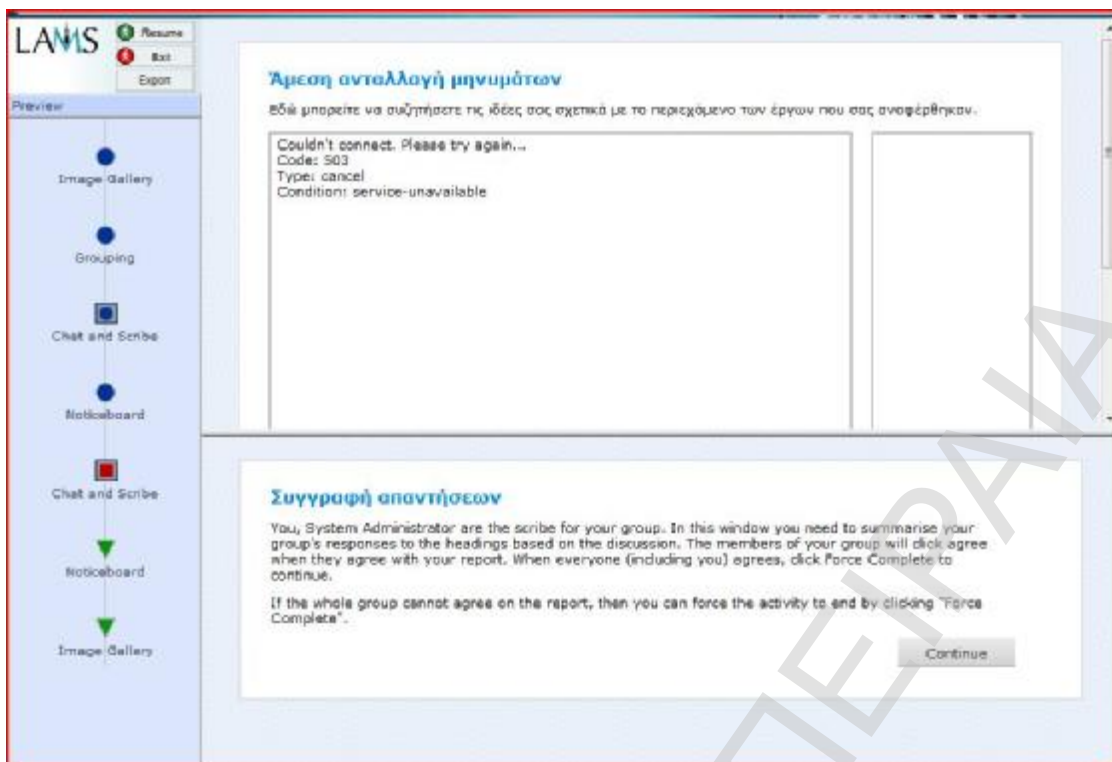 LAMS
Resume
Exit
Export
Preview
Image Gallery
Grouping
Chat and Scribe
Noticeboard
Chat and Scribe
Noticeboard
Image Gallery
Άμεση ανταλλαγή μηνυμάτων
Εδώ μπορείτε να συζητήσετε τις ιδέες σας σχετικά με το περιεχόμενο των έργων που σας αναφέρθηκαν.
Couldn't connect. Please try again...
Code: 503
Type: cancel
Condition: service-unavailable
Συγγραφή απαντήσεων
You, System Administrator are the scribe for your group. In this window you need to summarise your
group's responses to the headings based on the discussion. The members of your group will click agree
when they agree with your report. When everyone (including you) agrees, click Force Complete to
continue.
If the whole group cannot agree on the report, then you can force the activity to end by clicking "Force
Complete".
Continue
ΠΕΙΡΑΙΑ